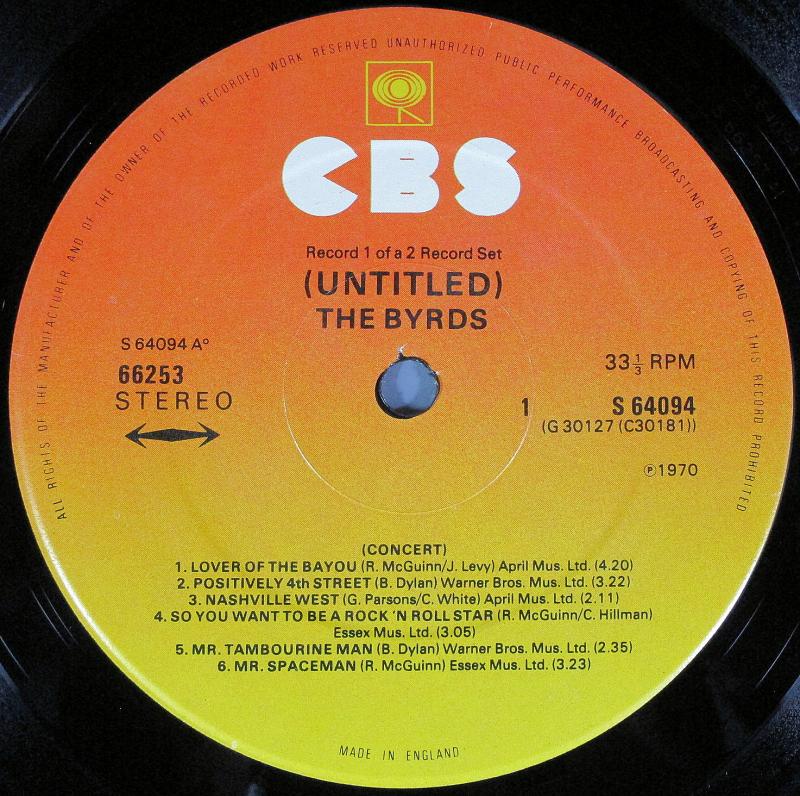 ALL RIGHTS OF THE MANUFACTURER AND OF THE OWNER OF THE RECORDED WORK RESERVED UNAUTHORIZED PUBLIC PERFORMANCE BROADCASTING AND COPYING OF THIS RECORD PROHIBITED
CBS
Record 1 of a 2 Record Set
(UNTITLED)
THE BYRDS
S 64094 A°
66253
STEREO
33 1/3 RPM
1 S 64094
(G 30127 (C30181))
℗1970
(CONCERT)
1. LOVER OF THE BAYOU (R. McGuinn/J. Levy) April Mus. Ltd. (4.20)
2. POSITIVELY 4th STREET (B. Dylan) Warner Bros. Mus. Ltd. (3.22)
3. NASHVILLE WEST (G. Parsons/C. White) April Mus. Ltd. (2.11)
4. SO YOU WANT TO BE A ROCK 'N ROLL STAR (R. McGuinn/C. Hillman)
Essex Mus. Ltd. (3.05)
5. MR. TAMBOURINE MAN (B. Dylan) Warner Bros. Mus. Ltd. (2.35)
6. MR. SPACEMAN (R. McGuinn) Essex Mus. Ltd. (3.23)
MADE IN ENGLAND